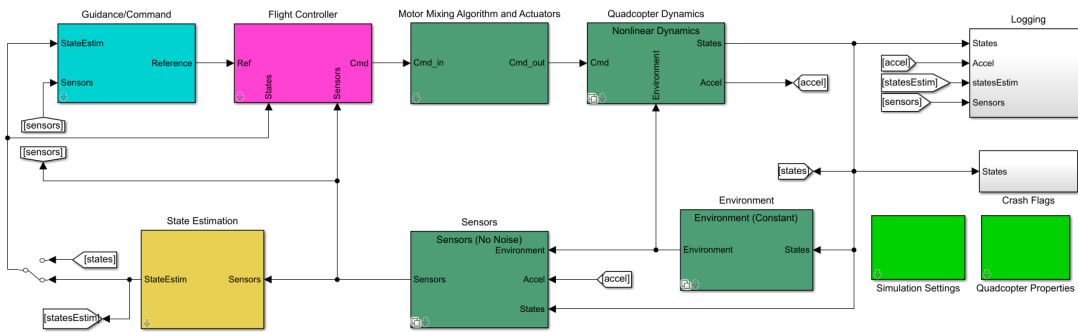 Guidance/Command
StateEstim
Reference
Sensors
[sensors]
[sensors]
Flight Controller
Ref
States
Sensors
Cmd
Motor Mixing Algorithm and Actuators
Cmd_in
Cmd_out
Quadcopter Dynamics
Nonlinear Dynamics
Cmd
Environment
States
Accel
[accel]
Logging
[accel]
[statesEstim]
[sensors]
States
Accel
statesEstim
Sensors
[states]
States
Crash Flags
State Estimation
[states]
StateEstim
Sensors
[statesEstim]
Sensors
Sensors (No Noise)
Environment
Sensors
Accel
States
[accel]
Environment
Environment (Constant)
Environment
States
Simulation Settings
Quadcopter Properties